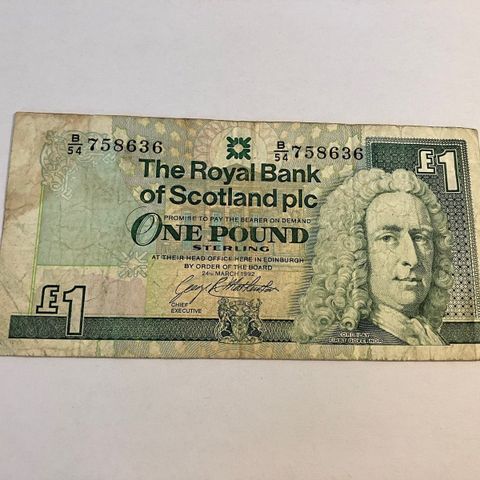 B/54 758636
B/54 758636
£1
The Royal Bank
of Scotland plc
PROMISE TO PAY THE BEARER ON DEMAND
ONE POUND
STERLING
AT THEIR HEAD OFFICE HERE IN EDINBURGH
BY ORDER OF THE BOARD
24TH MARCH 1992
CHIEF
EXECUTIVE
£1
LORD ILAY
FIRST GOVERNOR